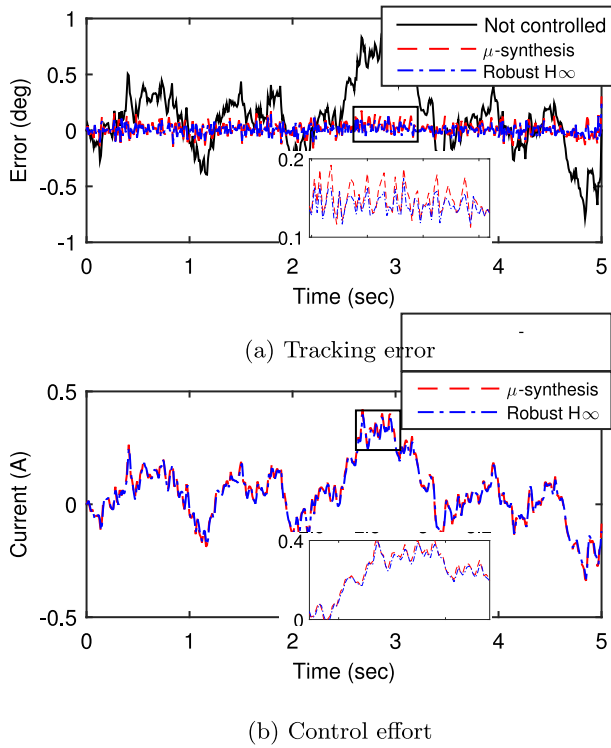 Not controlled
μ-synthesis
Robust H∞
1
0.5
0
-0.5
-1
Error (deg)
0.2
0.1
0 1 2 3 4 5
Time (sec)
(a) Tracking error
-
μ-synthesis
Robust H∞
0.5
0
-0.5
Current (A)
0.4
0
0 1 2 3 4 5
Time (sec)
(b) Control effort